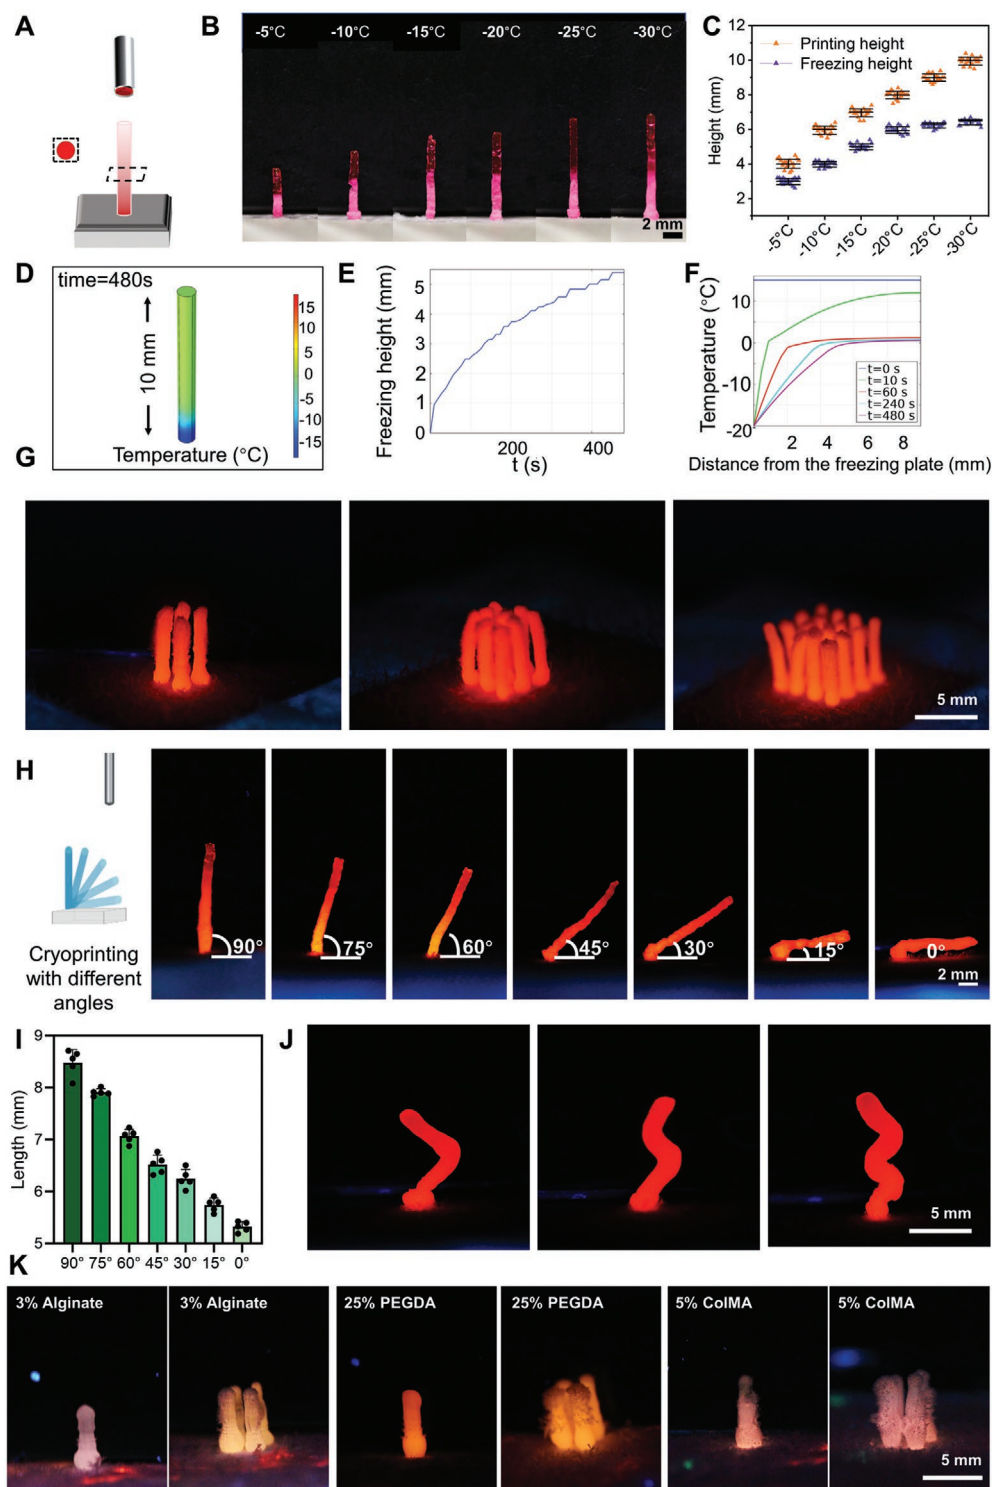 A
B
-5°C
-10°C
-15°C
-20°C
-25°C
-30°C
2 mm
C
Printing height
Freezing height
Height (mm)
12
10
8
6
4
2
-5°C
-10°C
-15°C
-20°C
-25°C
-30°C
D
time=480s
10 mm
Temperature (°C)
15
10
5
0
-5
-10
-15
E
Freezing height (mm)
5
4
3
2
1
0
200
400
t (s)
F
Temperature (°C)
10
0
-10
-20
t=0 s
t=10 s
t=60 s
t=240 s
t=480 s
2
4
6
8
Distance from the freezing plate (mm)
G
5 mm
H
Cryoprinting
with different
angles
90°
75°
60°
45°
30°
15°
0°
2 mm
I
Length (mm)
9
8
7
6
5
90°
75°
60°
45°
30°
15°
0°
J
5 mm
K
3% Alginate
3% Alginate
25% PEGDA
25% PEGDA
5% ColMA
5% ColMA
5 mm